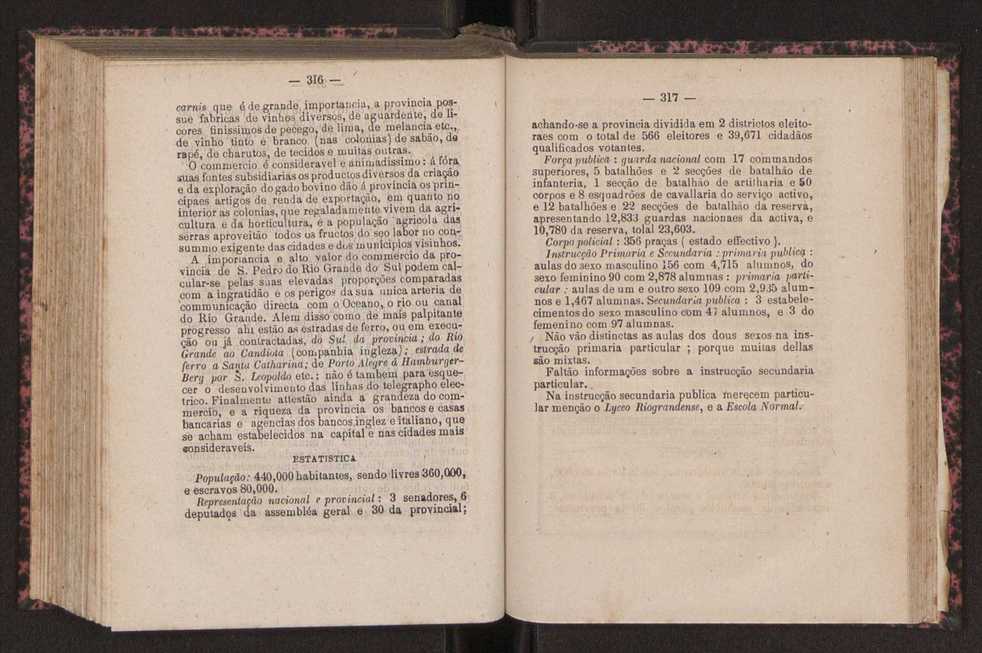 — 316 —
carnis que é de grande importancia, a provincia pos-
sue fabricas de vinhos diversos, de aguardente, de li-
cores finissimos de pecego, de lima, de melancia etc.,
de vinho tinto e branco (nas colonias) de sabão, de
rapé, de charutos, de tecidos e muitas outras.
O commercio é consideravel e animadissimo: á fóra
suas fontes subsidiarias os productos diversos da criação
e da exploração do gado bovino dão á provincia os prin-
cipaes artigos de renda de exportação, em quanto no
interior as colonias, que regaladamente vivem da agri-
cultura e da horticultura, e a população agricola das
serras aproveitão todos os fructos do seo labor no con-
summo exigente das cidades e dos municipios visinhos.
A importancia e alto valor do commercio da pro-
vincia de S. Pedro do Rio Grande do Sul podem cal-
cular-se pelas suas elevadas proporções comparadas
com a ingratidão e os perigos da sua unica arteria de
communicação directa com o Oceano, o rio ou canal
do Rio Grande. Alem disso como de mais palpitante
progresso ahi estão as estradas de ferro, ou em execu-
ção ou já contractadas, do Sul da provincia; do Rio
Grande ao Candiota (companhia ingleza); estrada de
ferro a Santa Catharina; de Porto Alegre á Hamburger-
Berg por S. Leopoldo etc.; não é tambem para esque-
cer o desenvolvimento das linhas do telegrapho elec-
trico. Finalmente attestão ainda a grandeza do com-
mercio, e a riqueza da provincia os bancos e casas
bancarias e agencias dos bancos inglez e italiano, que
se acham estabelecidos na capital e nas cidades mais
consideraveis.
ESTATISTICA
População: 440,000 habitantes, sendo livres 360,000,
e escravos 80,000.
Representação nacional e provincial: 3 senadores, 6
deputados da assembléa geral e 30 da provincial;
— 317 —
achando-se a provincia dividida em 2 districtos eleito-
raes com o total de 566 eleitores e 39,671 cidadãos
qualificados votantes.
Força publica: guarda nacional com 17 commandos
superiores, 5 batalhões e 2 secções de batalhão de
infanteria, 1 secção de batalhão de artilharia e 50
corpos e 8 esquadrões de cavallaria do serviço activo,
e 12 batalhões e 22 secções de batalhão da reserva,
apresentando 12,833 guardas nacionaes da activa, e
10,780 da reserva, total 23,603.
Corpo policial: 356 praças ( estado effectivo ).
Instrucção Primaria e Secundaria: primaria publica:
aulas do sexo masculino 156 com 4,715 alumnos, do
sexo feminino 90 com 2,878 alumnas: primaria parti-
cular: aulas de um e outro sexo 109 com 2,935 alum-
nos e 1,467 alumnas. Secundaria publica: 3 estabele-
cimentos do sexo masculino com 47 alumnos, e 3 do
femenino com 97 alumnas.
Não vão distinctas as aulas dos dous sexos na ins-
trucção primaria particular ; porque muitas dellas
são mixtas.
Faltão informações sobre a instrucção secundaria
particular.
Na instrucção secundaria publica merecem particu-
lar menção o Lyceo Riograndense, e a Escola Normal.